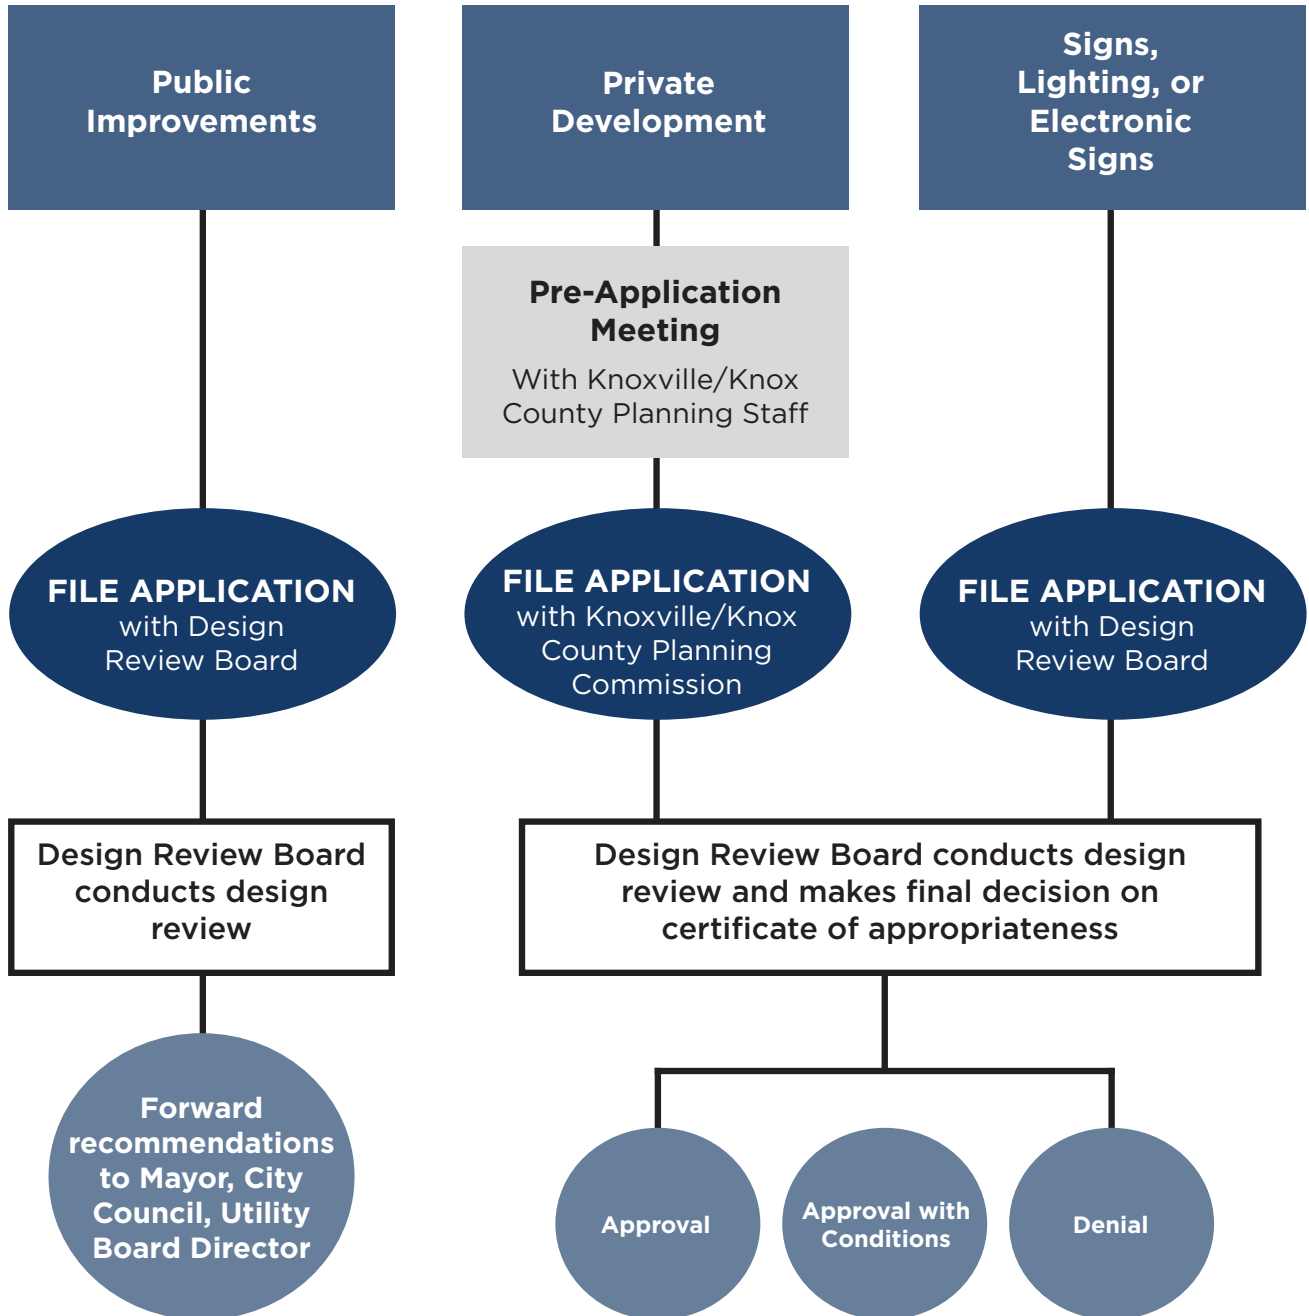 Public
Improvements
Private
Development
Signs,
Lighting, or
Electronic
Signs
Pre-Application
Meeting
With Knoxville/Knox
County Planning Staff
FILE APPLICATION
with Design
Review Board
FILE APPLICATION
with Knoxville/Knox
County Planning
Commission
FILE APPLICATION
with Design
Review Board
Design Review Board
conducts design
review
Design Review Board conducts design
review and makes final decision on
certificate of appropriateness
Forward
recommendations
to Mayor, City
Council, Utility
Board Director
Approval
Approval with
Conditions
Denial